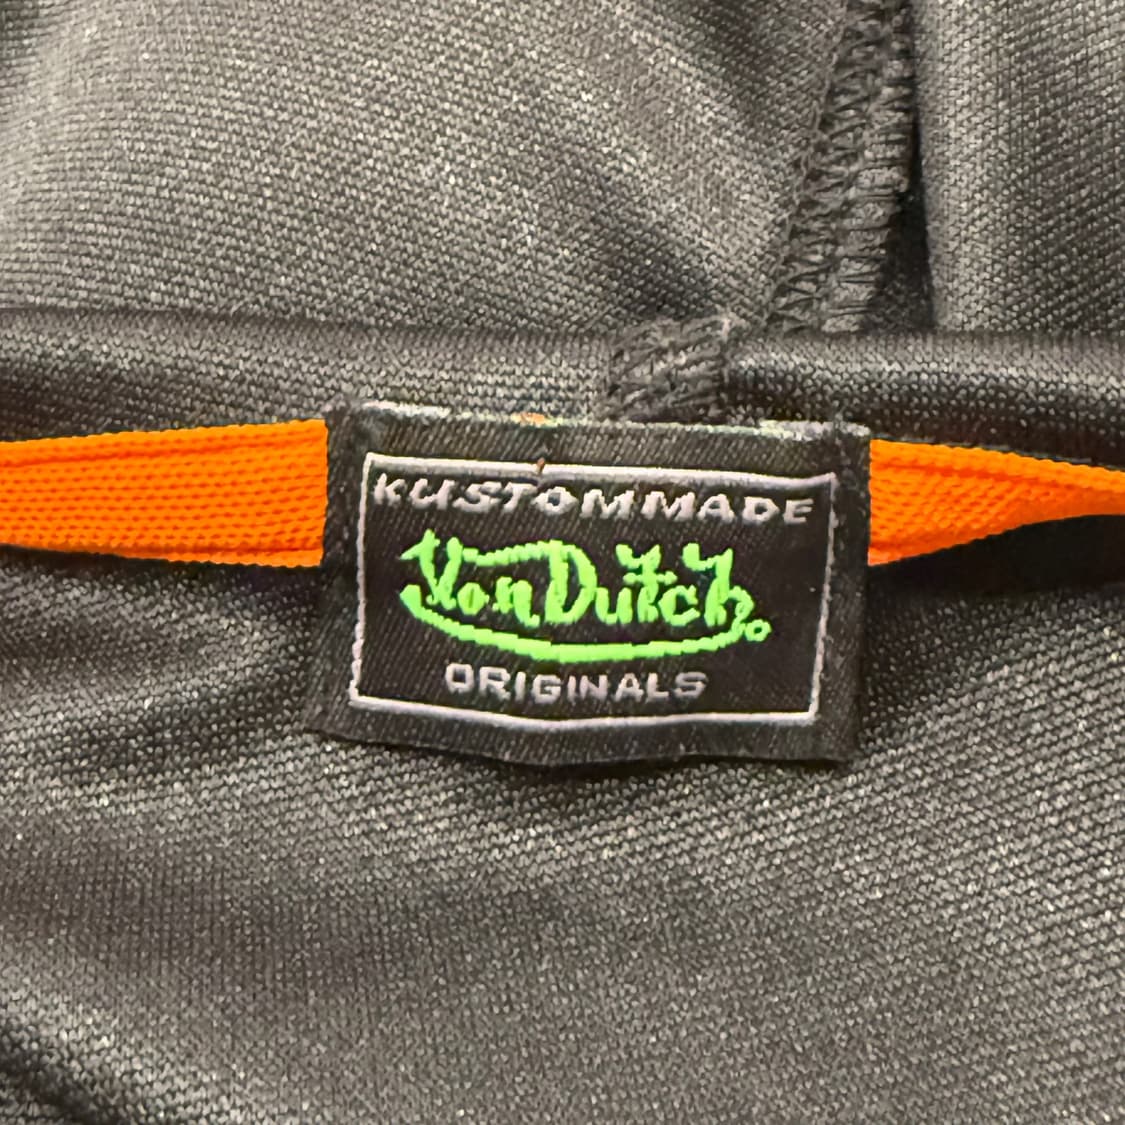 KUSTOMMADE
Von Dutch
ORIGINALS